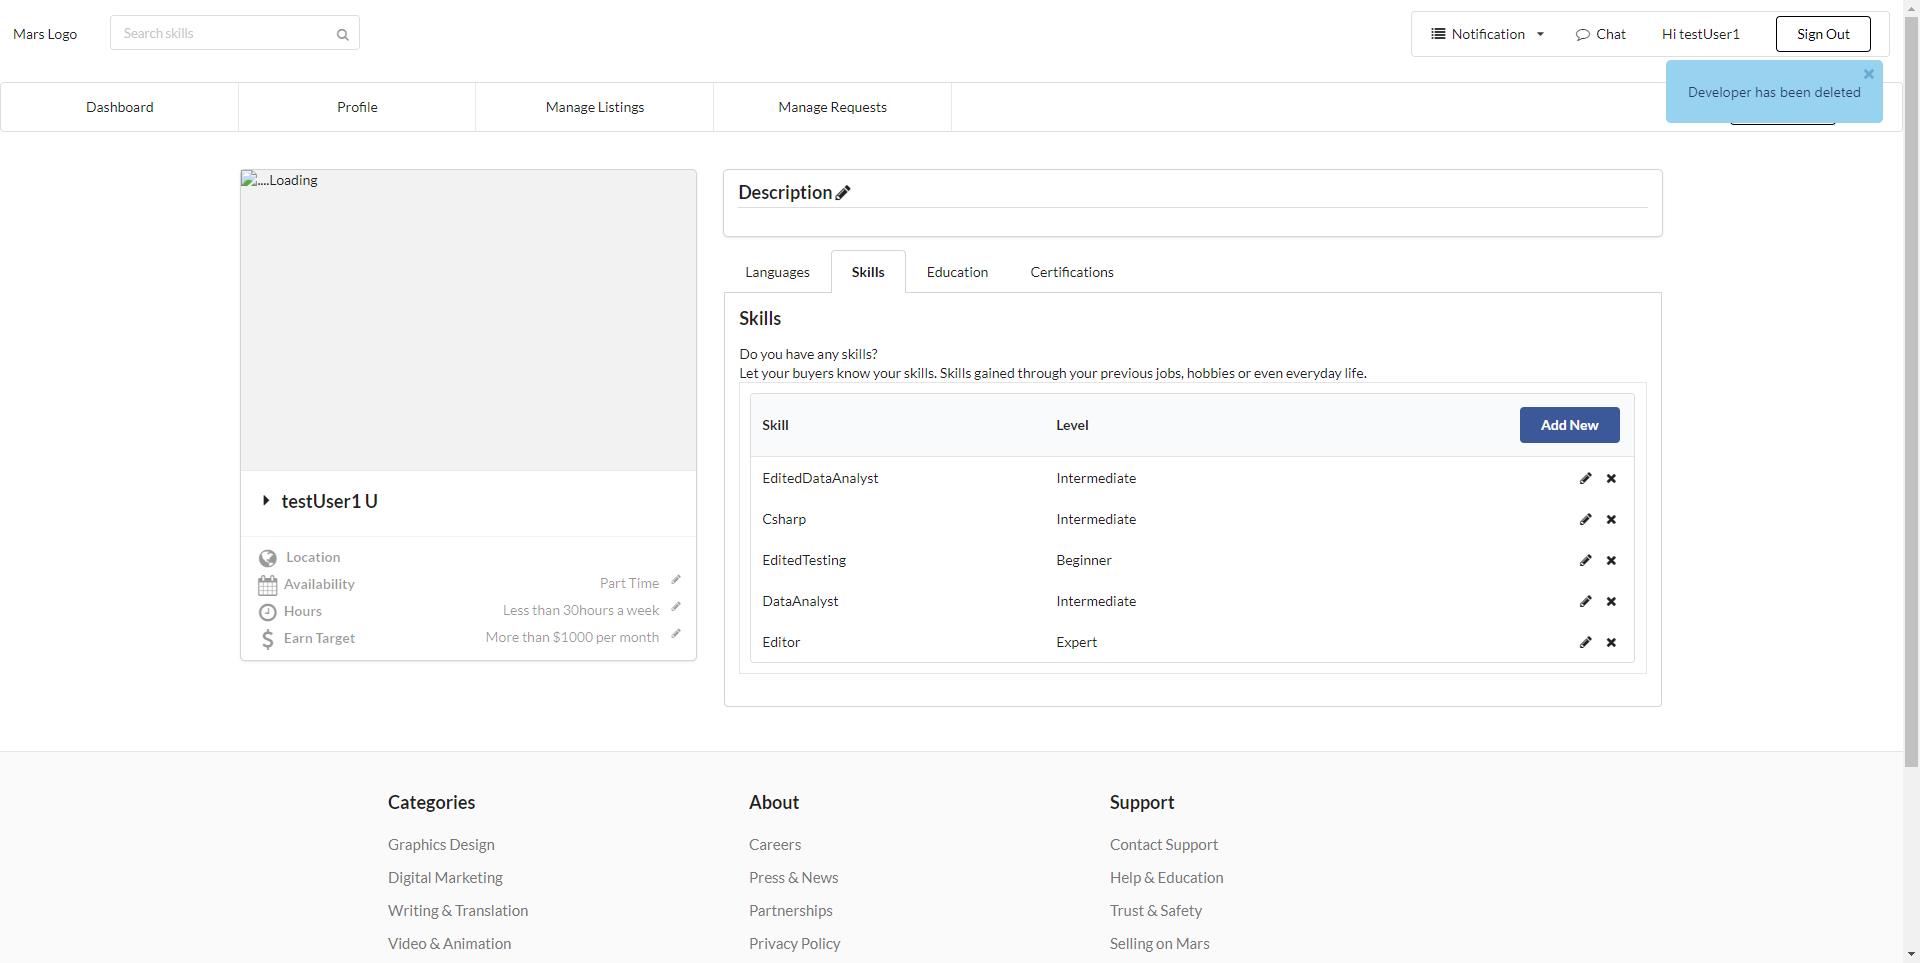 Mars Logo
Search skills
Notification
Chat
Hi testUser1
Sign Out
Developer has been deleted
Dashboard
Profile
Manage Listings
Manage Requests
....Loading
testUser1 U
Location
Availability
Part Time
Hours
Less than 30hours a week
Earn Target
More than $1000 per month
Description
Languages
Skills
Education
Certifications
Skills
Do you have any skills?
Let your buyers know your skills. Skills gained through your previous jobs, hobbies or even everyday life.
Skill Level Add New
EditedDataAnalyst Intermediate
Csharp Intermediate
EditedTesting Beginner
DataAnalyst Intermediate
Editor Expert
Categories
Graphics Design
Digital Marketing
Writing & Translation
Video & Animation
About
Careers
Press & News
Partnerships
Privacy Policy
Support
Contact Support
Help & Education
Trust & Safety
Selling on Mars